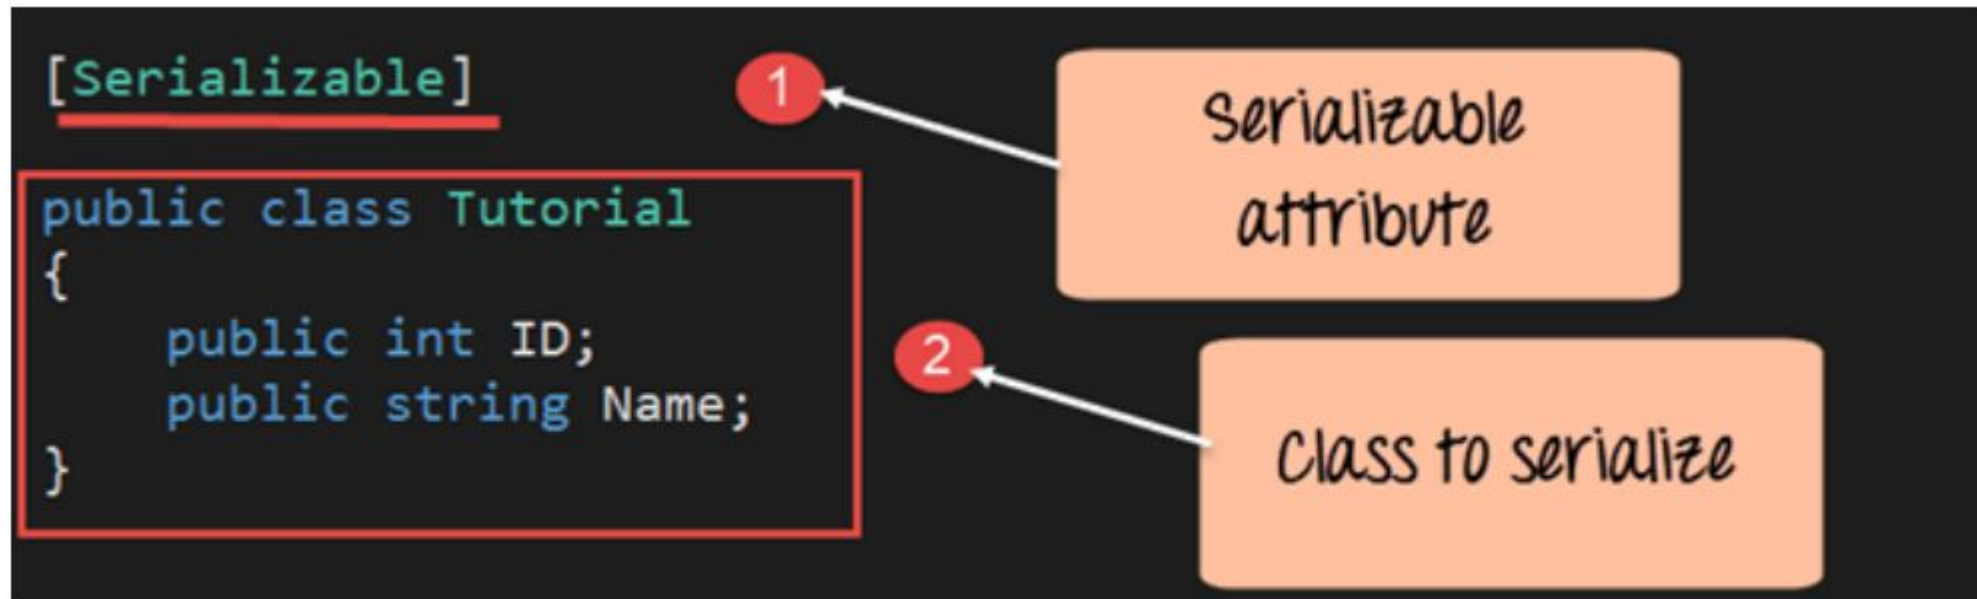 [Serializable]
public class Tutorial
{
    public int ID;
    public string Name;
}
1
Serializable
attribute
2
Class to serialize